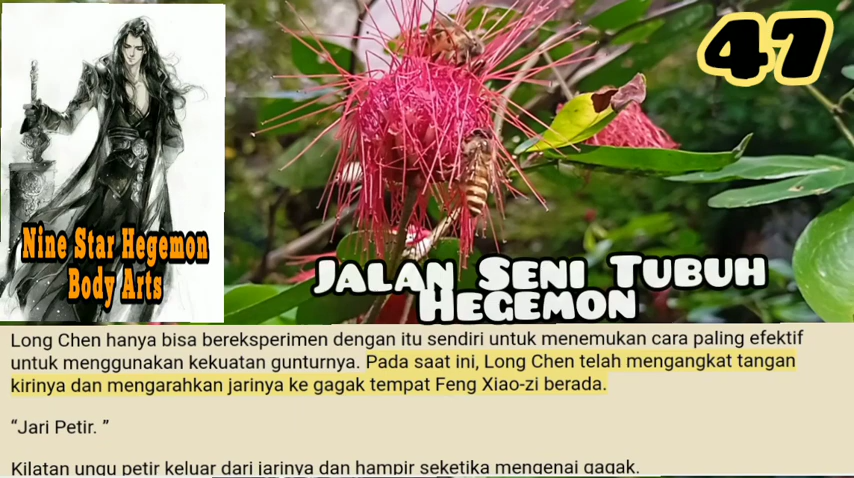 47
Nine Star Hegemon
Body Arts
JALAN SENI TUBUH
HEGEMON
Long Chen hanya bisa bereksperimen dengan itu sendiri untuk menemukan cara paling efektif
untuk menggunakan kekuatan gunturnya. Pada saat ini, Long Chen telah mengangkat tangan
kirinya dan mengarahkan jarinya ke gagak tempat Feng Xiao-zi berada.
“Jari Petir. ”
Kilatan ungu petir keluar dari jarinya dan hampir seketika mengenai gagak.